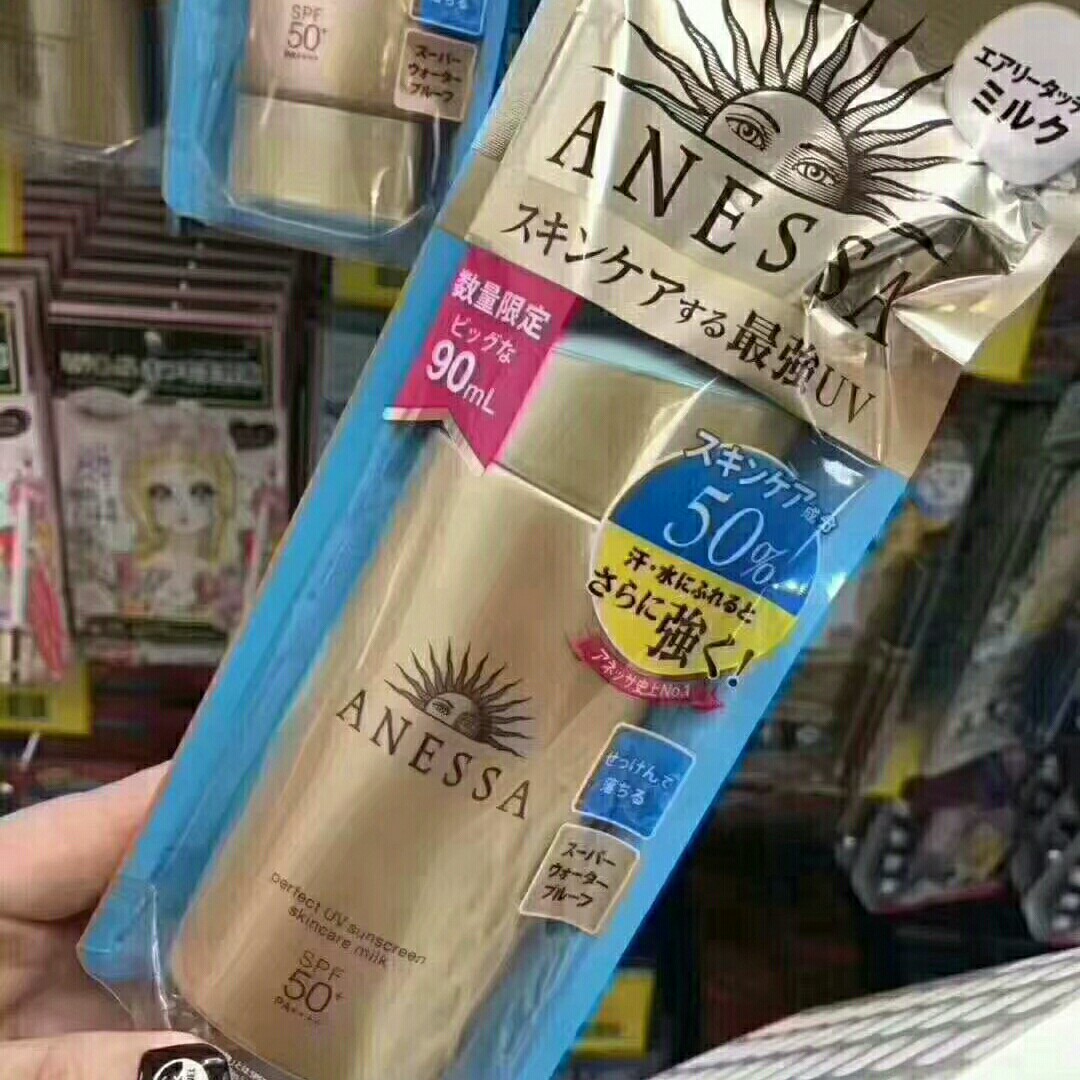 SPF
50+
PA++++
スーパー
ウォーター
プルーフ
エアリータッチ
ミルク
ANESSA
スキンケアする最強UV
数量限定
ビッグな
90mL
スキンケア成分
50%
汗・水にふれると
さらに強く!
アネッサ史上No.1
ANESSA
せっけんで
落ちる
スーパー
ウォーター
プルーフ
perfect UV sunscreen
skincare milk
SPF
50+
PA++++